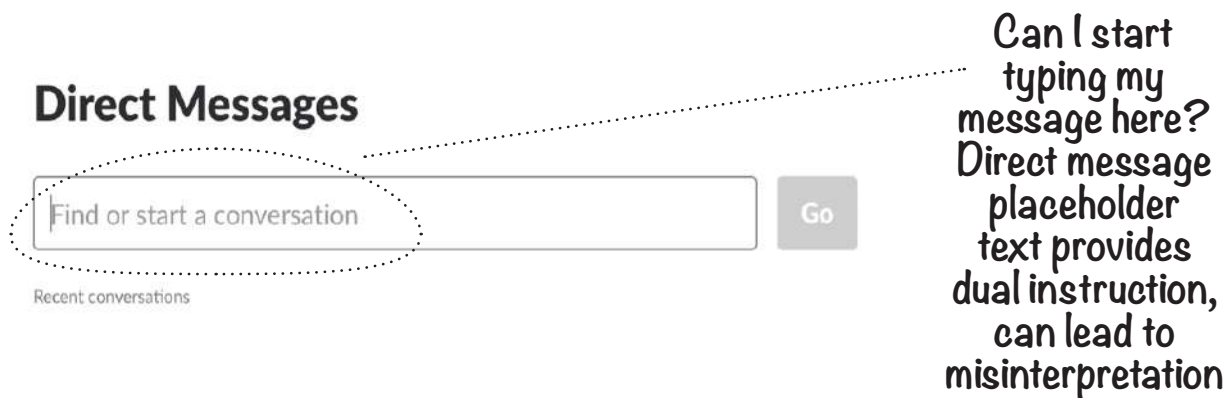 Direct Messages
Find or start a conversation
Go
Recent conversations
Can I start
typing my
message here?
Direct message
placeholder
text provides
dual instruction,
can lead to
misinterpretation